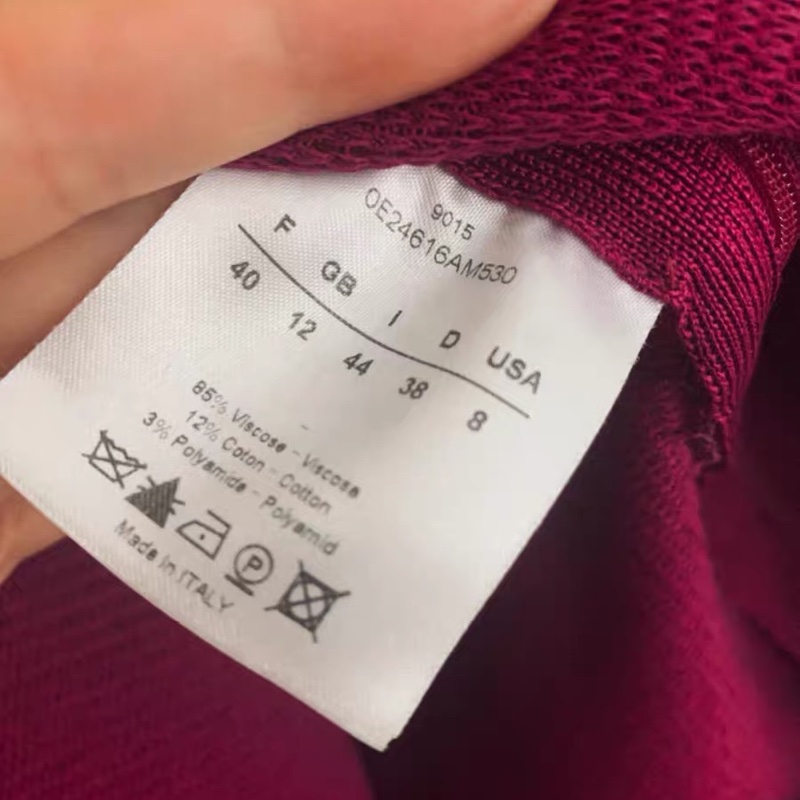 9015
OE24616AM530
F GB I D USA
40 12 44 38 8
85% Viscose - Viscose
12% Coton - Cotton
3% Polyamide - Polyamid
P
Made in ITALY